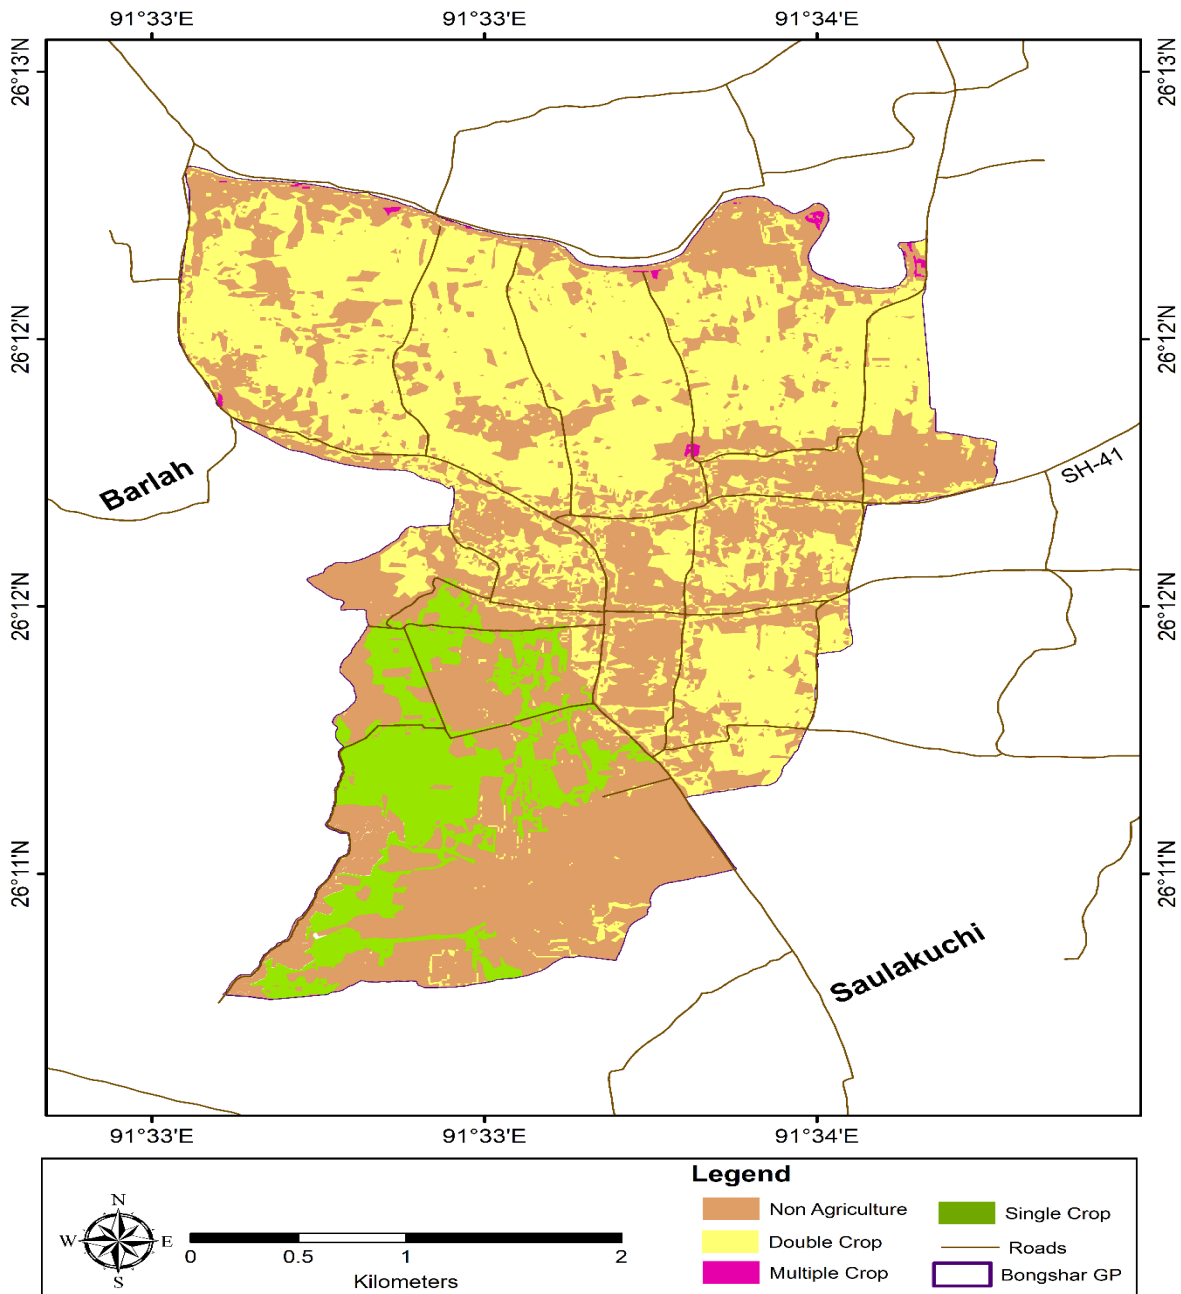 91°33'E 91°33'E 91°34'E
26°13'N 26°13'N
26°12'N 26°12'N
Barlah
SH-41
26°12'N 26°12'N
26°11'N 26°11'N
Saulakuchi
91°33'E 91°33'E 91°34'E
Legend
N
W E
S
0 0.5 1 2
Kilometers
Non Agriculture
Double Crop
Multiple Crop
Single Crop
Roads
Bongshar GP